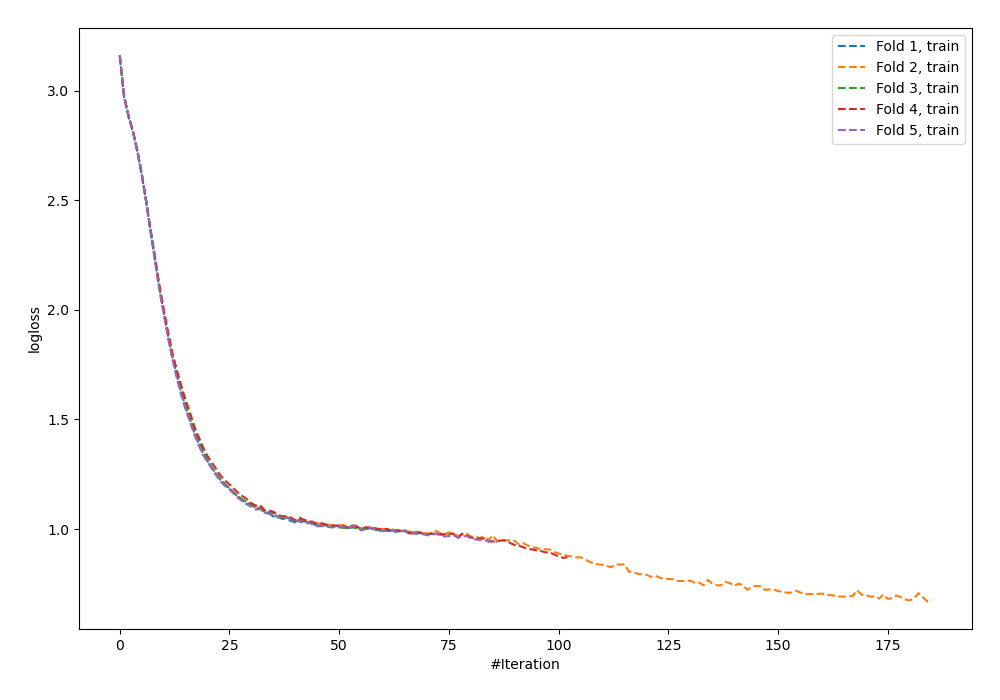 Fold 1, train
Fold 2, train
Fold 3, train
Fold 4, train
Fold 5, train
logloss
3.0
2.5
2.0
1.5
1.0
0 25 50 75 100 125 150 175
#Iteration